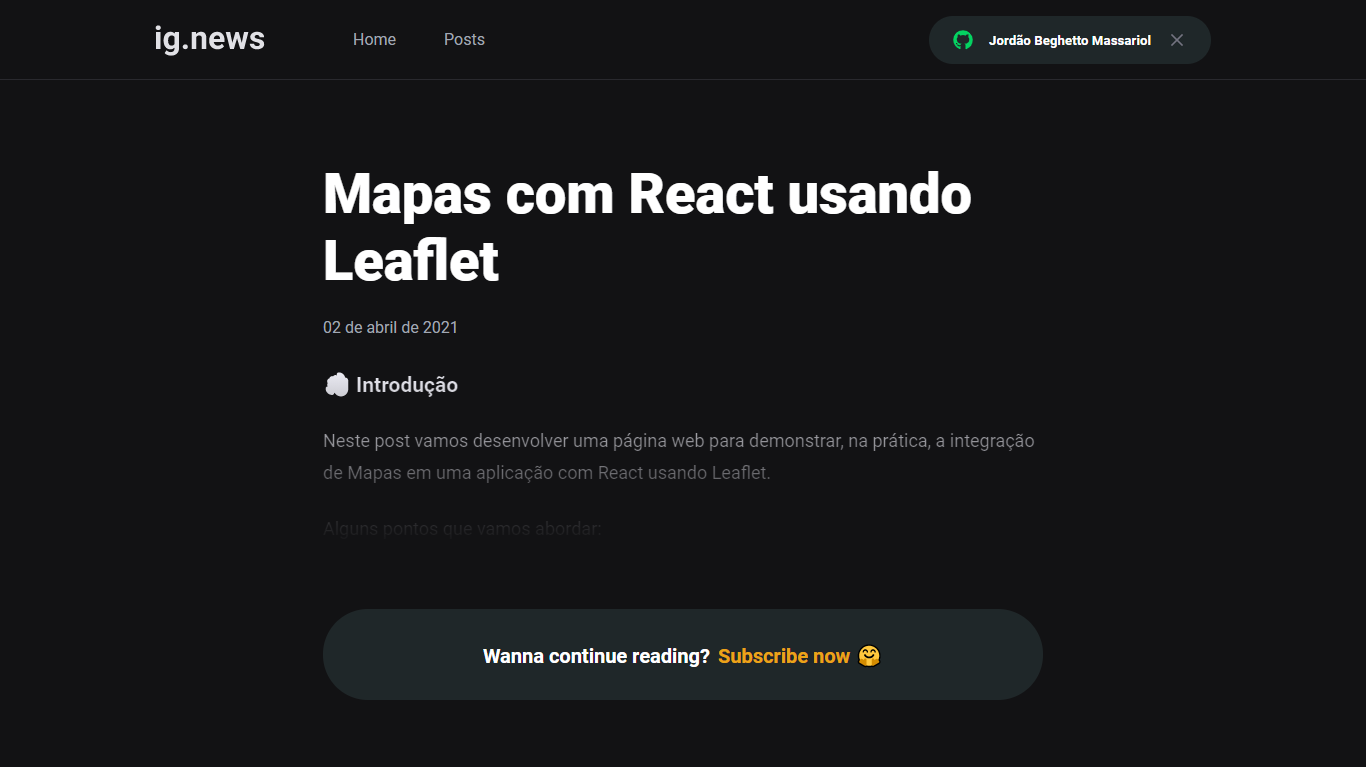 ig.news
Home
Posts
Jordão Beghetto Massariol
Mapas com React usando
Leaflet
02 de abril de 2021
💭 Introdução
Neste post vamos desenvolver uma página web para demonstrar, na prática, a integração
de Mapas em uma aplicação com React usando Leaflet.
Alguns pontos que vamos abordar:
Wanna continue reading? Subscribe now 🤗